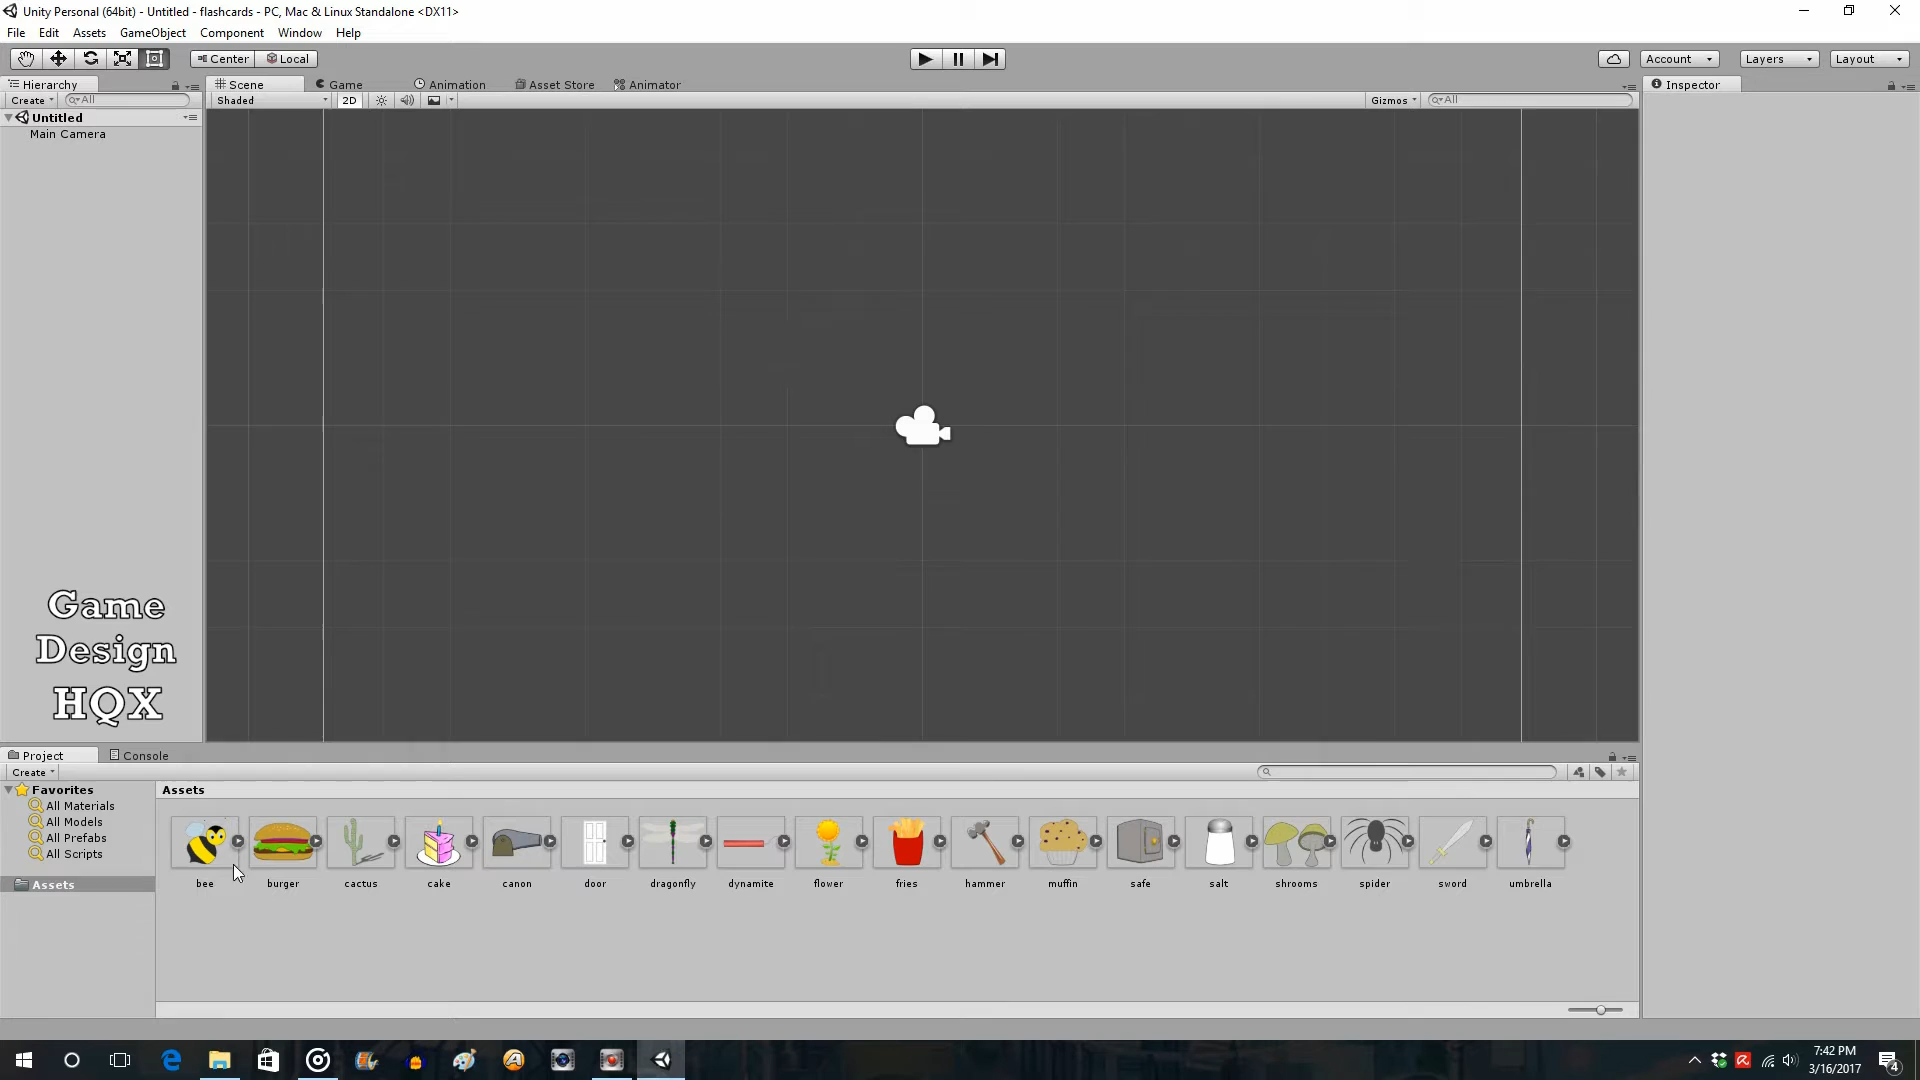 Unity Personal (64bit) - Untitled - flashcards - PC, Mac & Linux Standalone <DX11>
File Edit Assets GameObject Component Window Help
Center Local Account Layers Layout
Hierarchy Scene Game Animation Asset Store Animator Inspector
Create All Shaded 2D Gizmos All
Untitled
Main Camera
Game
Design
HQX
Project Console
Create
Favorites Assets
All Materials
All Models
All Prefabs
All Scripts
Assets
bee burger cactus cake canon door dragonfly dynamite flower fries hammer muffin safe salt shrooms spider sword umbrella
7:42 PM
3/16/2017
4